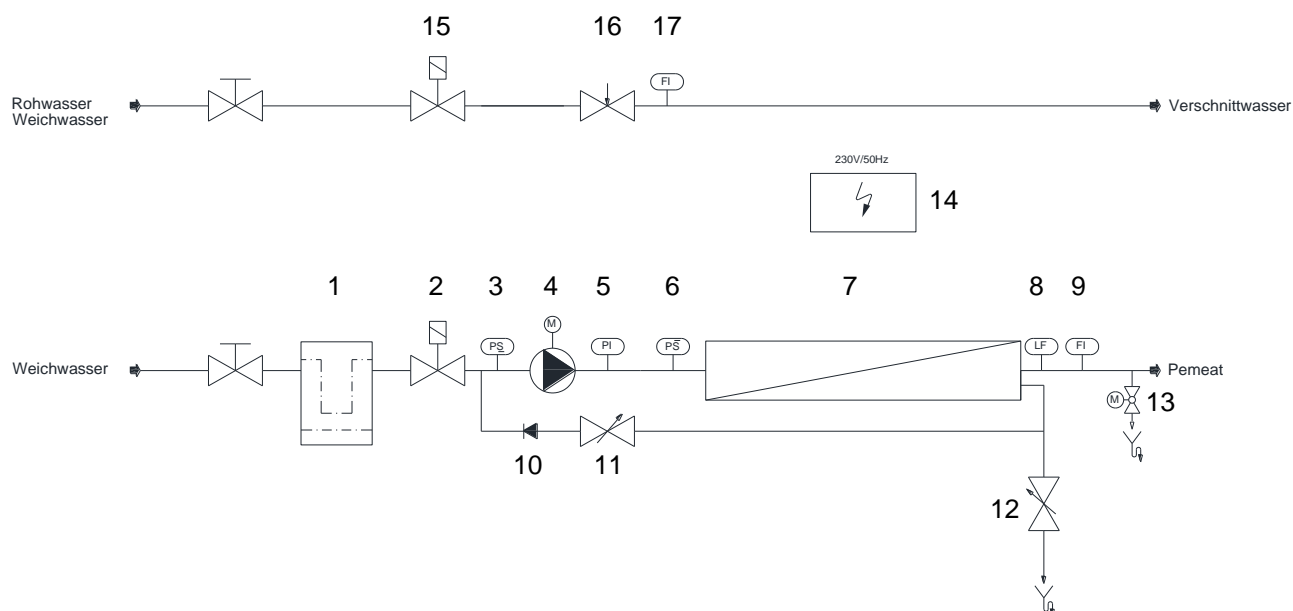 15 16 17
FI
Rohwasser
Weichwasser
Verschnittwasser
230V/50Hz
14
1 2 3 4 5 6 7 8 9
M
PS PI PS LF FI
Weichwasser
Pemeat
M
13
10 11
12